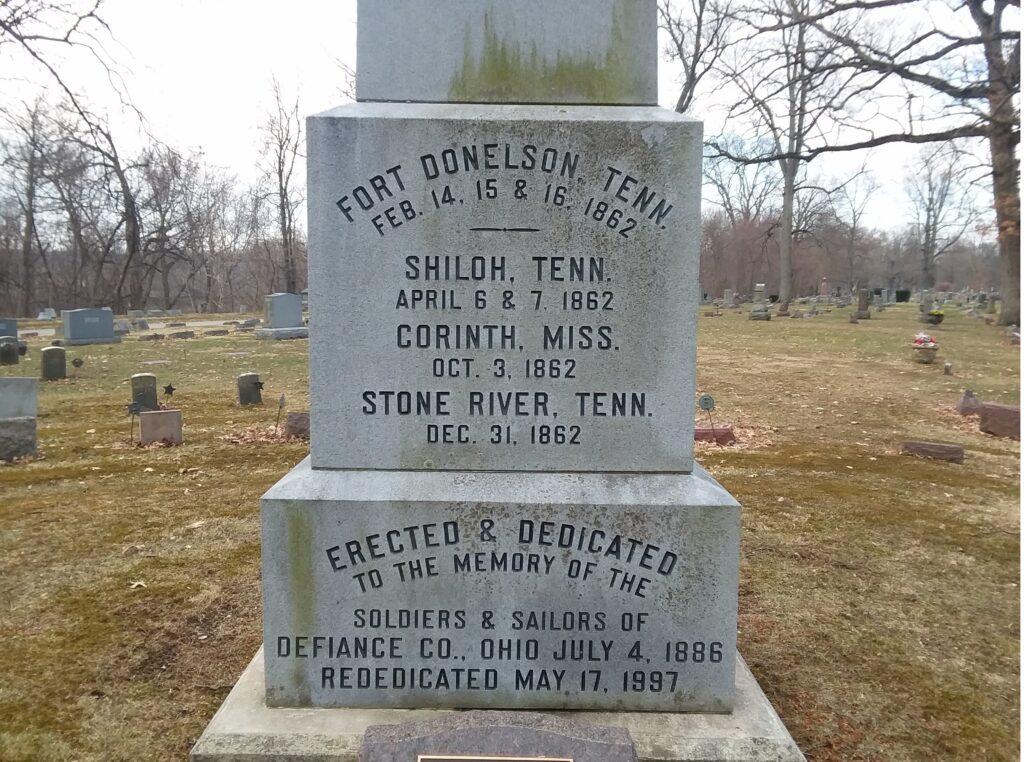 FORT DONELSON, TENN.
FEB. 14, 15 & 16, 1862
SHILOH, TENN.
APRIL 6 & 7, 1862
CORINTH, MISS.
OCT. 3, 1862
STONE RIVER, TENN.
DEC. 31, 1862
ERECTED & DEDICATED
TO THE MEMORY OF THE
SOLDIERS & SAILORS OF
DEFIANCE CO., OHIO JULY 4, 1886
REDEDICATED MAY 17, 1997